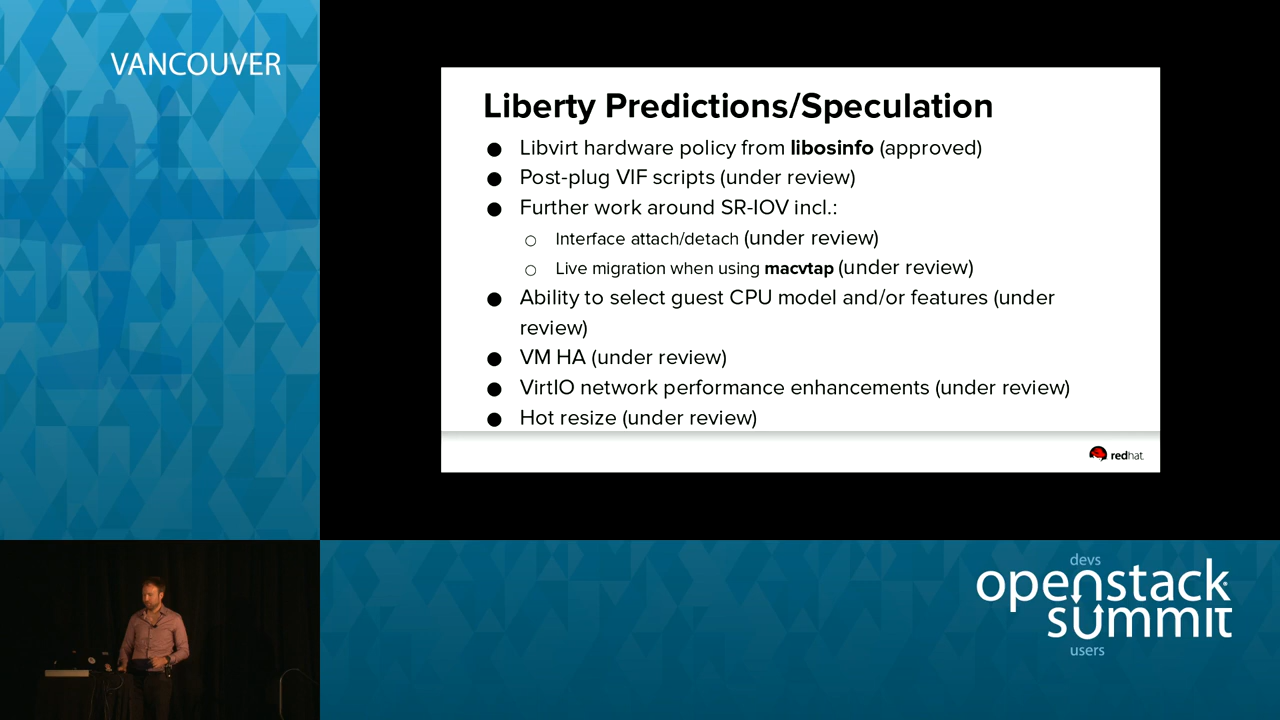 VANCOUVER
Liberty Predictions/Speculation
● Libvirt hardware policy from libosinfo (approved)
● Post-plug VIF scripts (under review)
● Further work around SR-IOV incl.:
○ Interface attach/detach (under review)
○ Live migration when using macvtap (under review)
● Ability to select guest CPU model and/or features (under
review)
● VM HA (under review)
● VirtIO network performance enhancements (under review)
● Hot resize (under review)
redhat
devs
openstack
summit
users